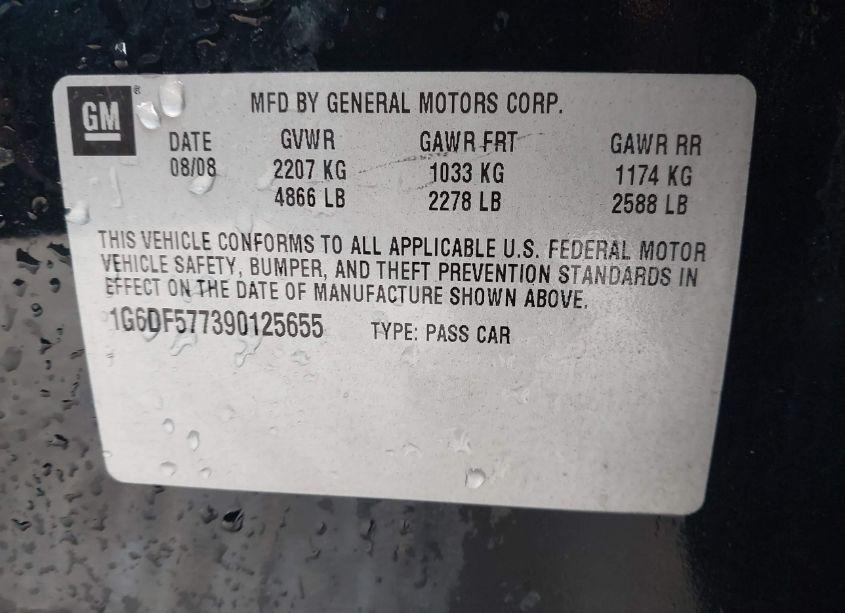 GM ®
MFD BY GENERAL MOTORS CORP.
DATE GVWR GAWR FRT GAWR RR
08/08 2207 KG 1033 KG 1174 KG
4866 LB 2278 LB 2588 LB
THIS VEHICLE CONFORMS TO ALL APPLICABLE U.S. FEDERAL MOTOR
VEHICLE SAFETY, BUMPER, AND THEFT PREVENTION STANDARDS IN
EFFECT ON THE DATE OF MANUFACTURE SHOWN ABOVE.
1G6DF577390125655 TYPE: PASS CAR